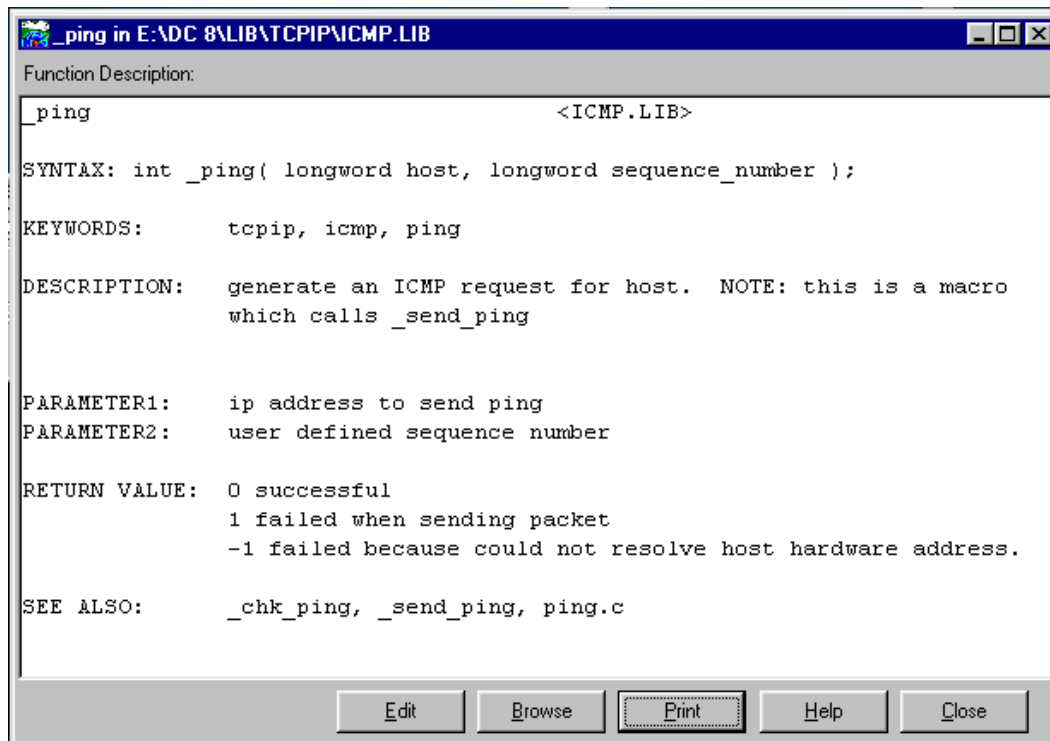 _ping in E:\DC 8\LIB\TCPIP\ICMP.LIB
Function Description:
_ping <ICMP.LIB>
SYNTAX: int _ping( longword host, longword sequence_number );
KEYWORDS: tcpip, icmp, ping
DESCRIPTION: generate an ICMP request for host. NOTE: this is a macro
which calls _send_ping
PARAMETER1: ip address to send ping
PARAMETER2: user defined sequence number
RETURN VALUE: 0 successful
1 failed when sending packet
-1 failed because could not resolve host hardware address.
SEE ALSO: _chk_ping, _send_ping, ping.c
Edit Browse Print Help Close